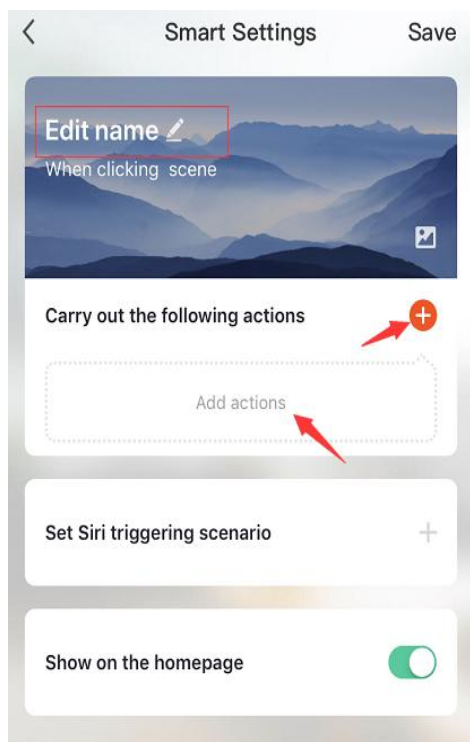 Smart Settings
Save
Edit name
When clicking scene
Carry out the following actions
Add actions
Set Siri triggering scenario
Show on the homepage